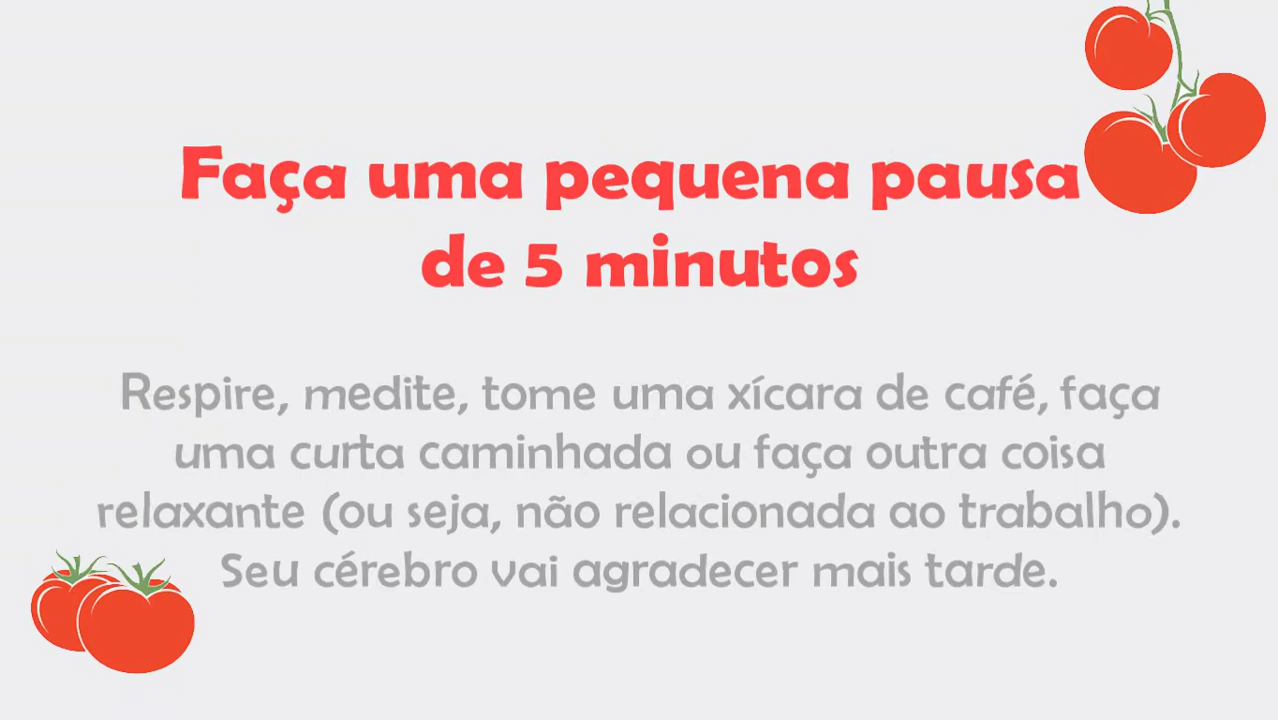 Faça uma pequena pausa
de 5 minutos
Respire, medite, tome uma xícara de café, faça
uma curta caminhada ou faça outra coisa
relaxante (ou seja, não relacionada ao trabalho).
Seu cérebro vai agradecer mais tarde.